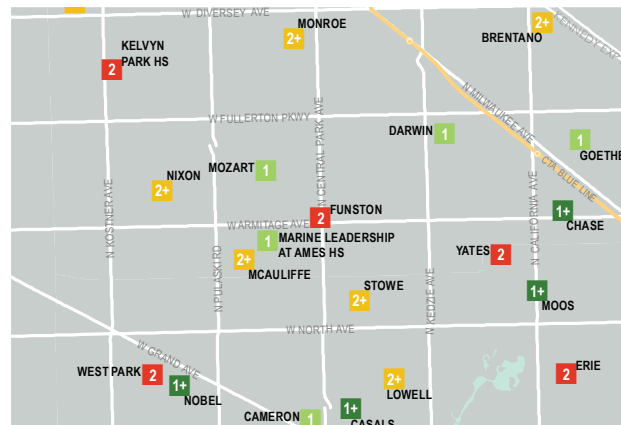 W DIVERSEY AVE
MONROE
2+
2+
BRENTANO
KENNEDY EXP
KELVYN
PARK HS
2
N MILWAUKEE AVE
W FULLERTON PKWY
N CENTRAL PARK AVE
DARWIN
1
1
GOETHE
MOZART
1
CTA BLUE LINE
NIXON
2+
N KOSTNER AVE
N CALIFORNIA AVE
FUNSTON
2
W ARMITAGE AVE
1+
CHASE
1
MARINE LEADERSHIP
AT AMES HS
YATES
2
2+
MCAULIFFE
N PULASKI RD
N KEDZIE AVE
STOWE
2+
1+
MOOS
W NORTH AVE
W GRAND AVE
WEST PARK
2
1+
NOBEL
2+
LOWELL
2
ERIE
CAMERON
1
1+
CASALS